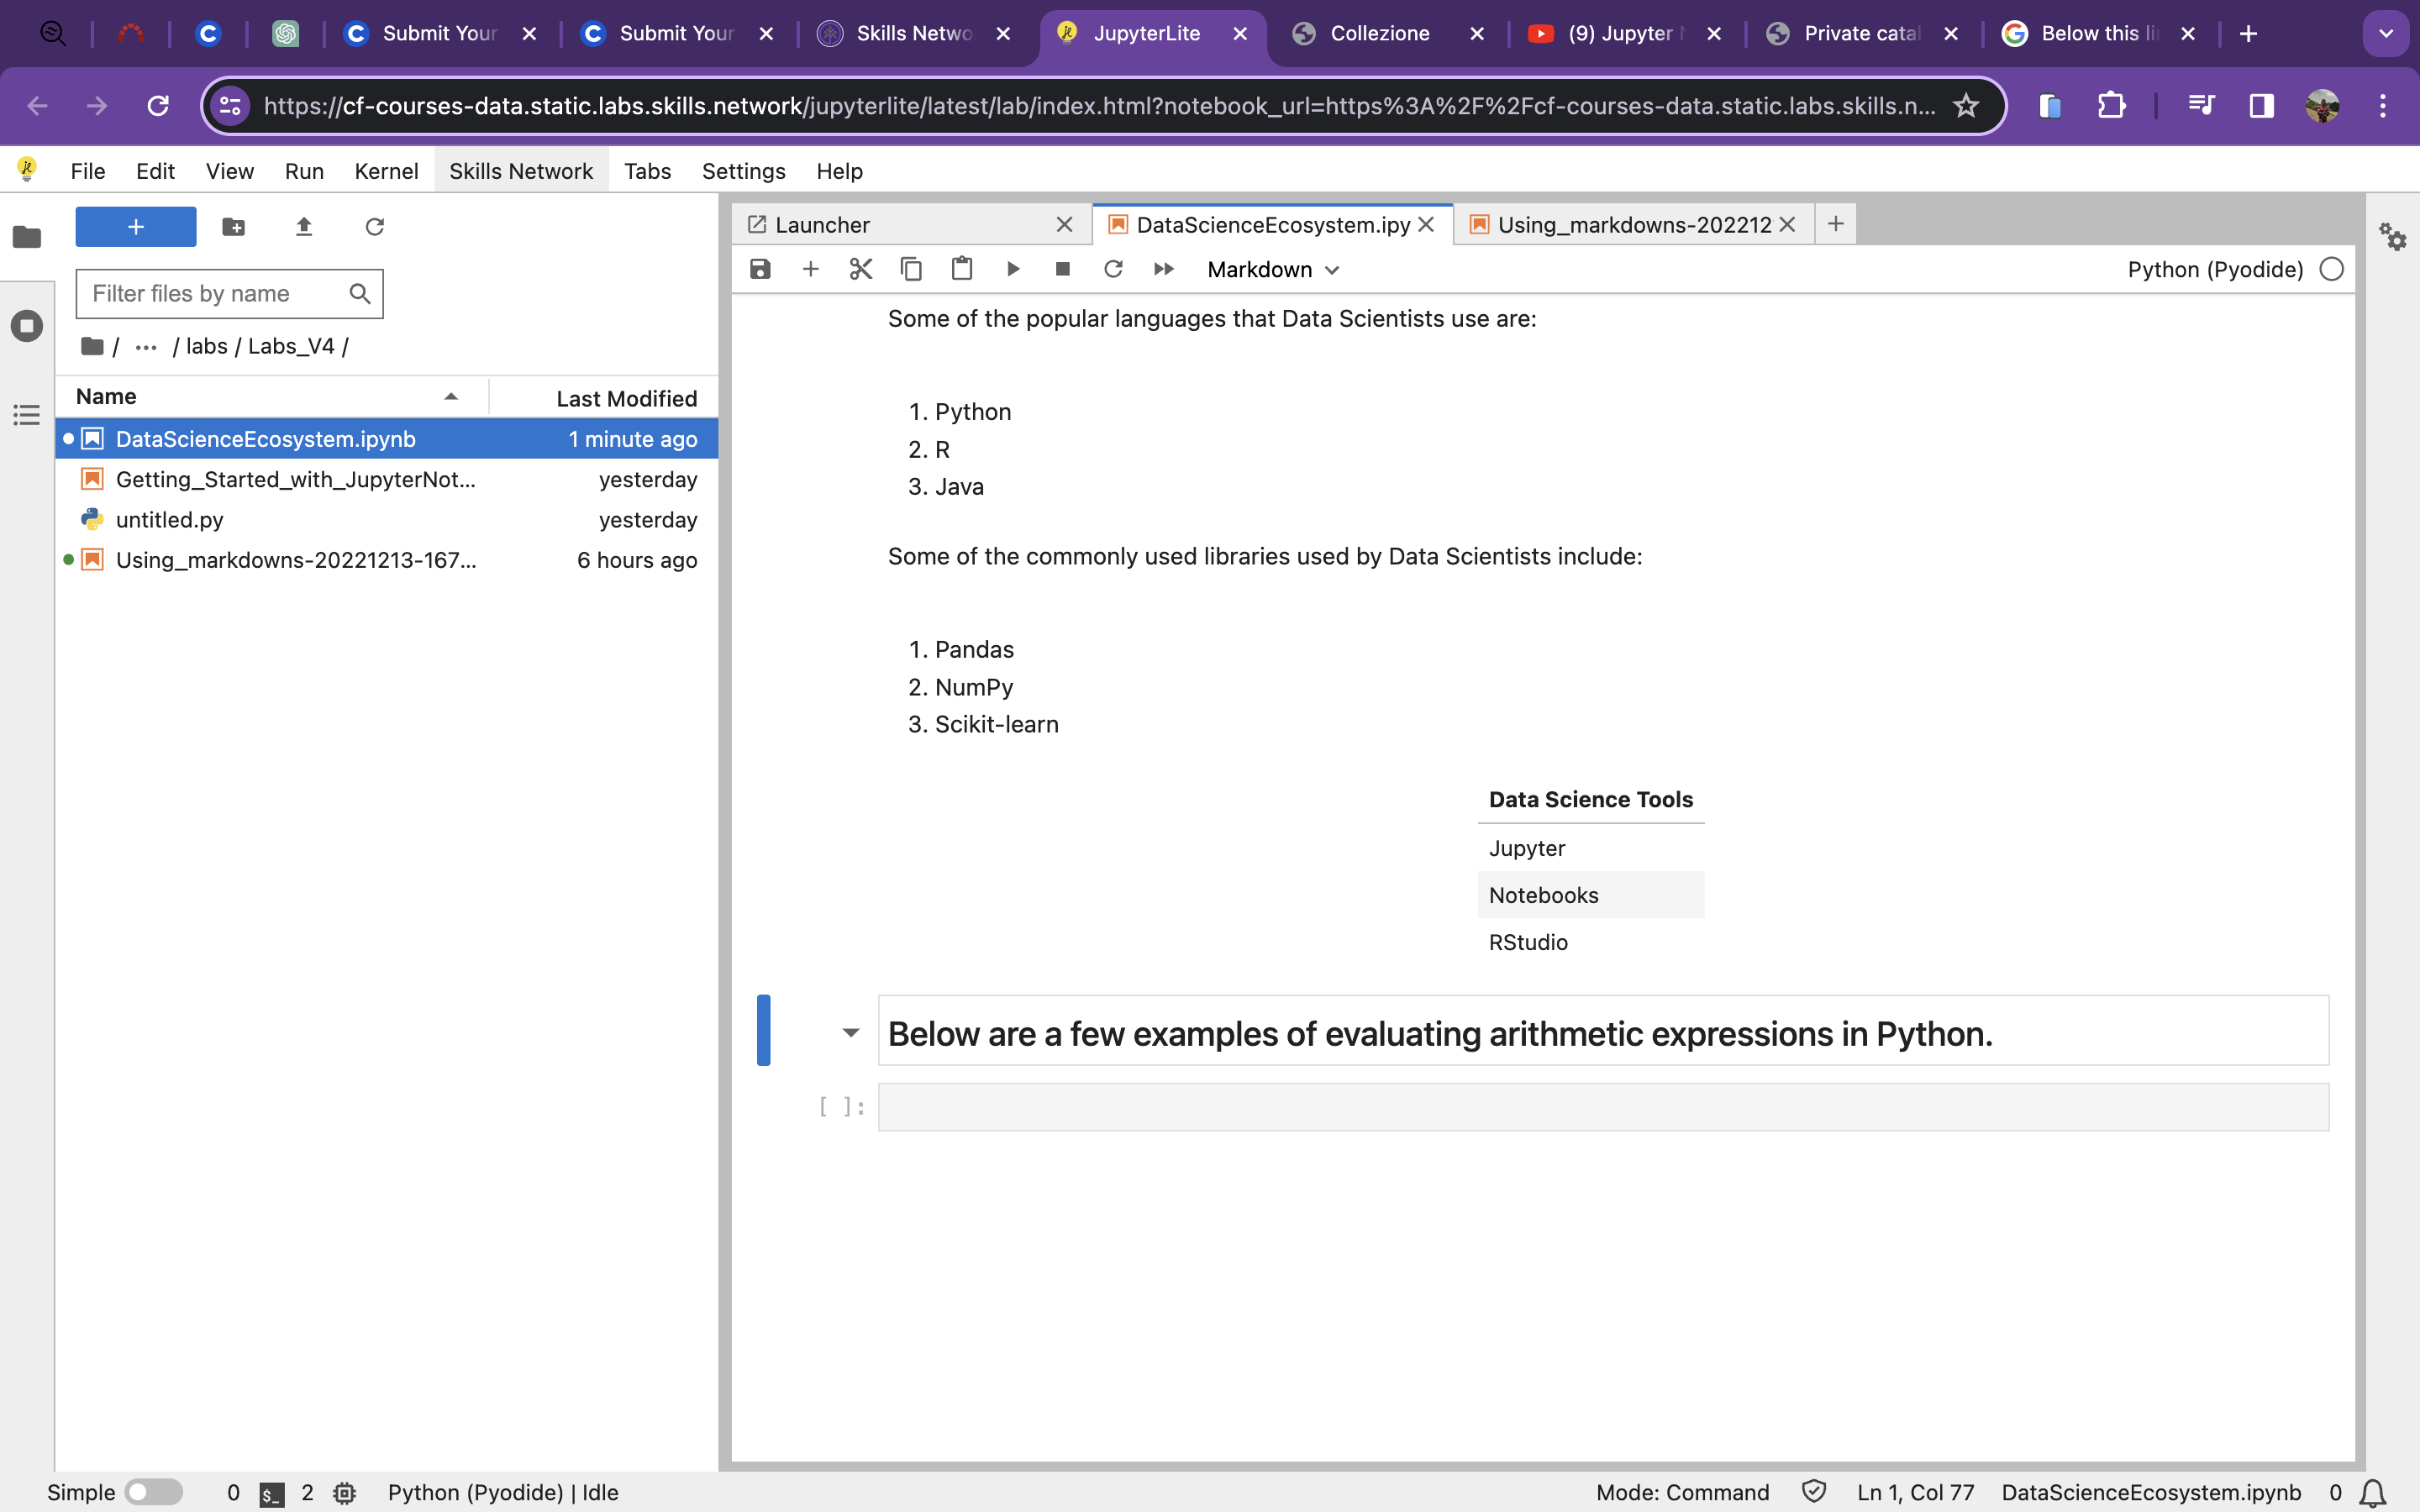 Submit Your
Submit Your
Skills Netwo
JupyterLite
Collezione
(9) Jupyter N
Private catal
Below this li
https://cf-courses-data.static.labs.skills.network/jupyterlite/latest/lab/index.html?notebook_url=https%3A%2F%2Fcf-courses-data.static.labs.skills.n...
File Edit View Run Kernel Skills Network Tabs Settings Help
Launcher
DataScienceEcosystem.ipy
Using_markdowns-202212
Markdown
Python (Pyodide)
Filter files by name
/ ... / labs / Labs_V4 /
Name Last Modified
DataScienceEcosystem.ipynb 1 minute ago
Getting_Started_with_JupyterNot... yesterday
untitled.py yesterday
Using_markdowns-20221213-167... 6 hours ago
Some of the popular languages that Data Scientists use are:
1. Python
2. R
3. Java
Some of the commonly used libraries used by Data Scientists include:
1. Pandas
2. NumPy
3. Scikit-learn
Data Science Tools
Jupyter
Notebooks
RStudio
Below are a few examples of evaluating arithmetic expressions in Python.
[ ]:
Simple 0 $_ 2 Python (Pyodide) | Idle Mode: Command Ln 1, Col 77 DataScienceEcosystem.ipynb 0